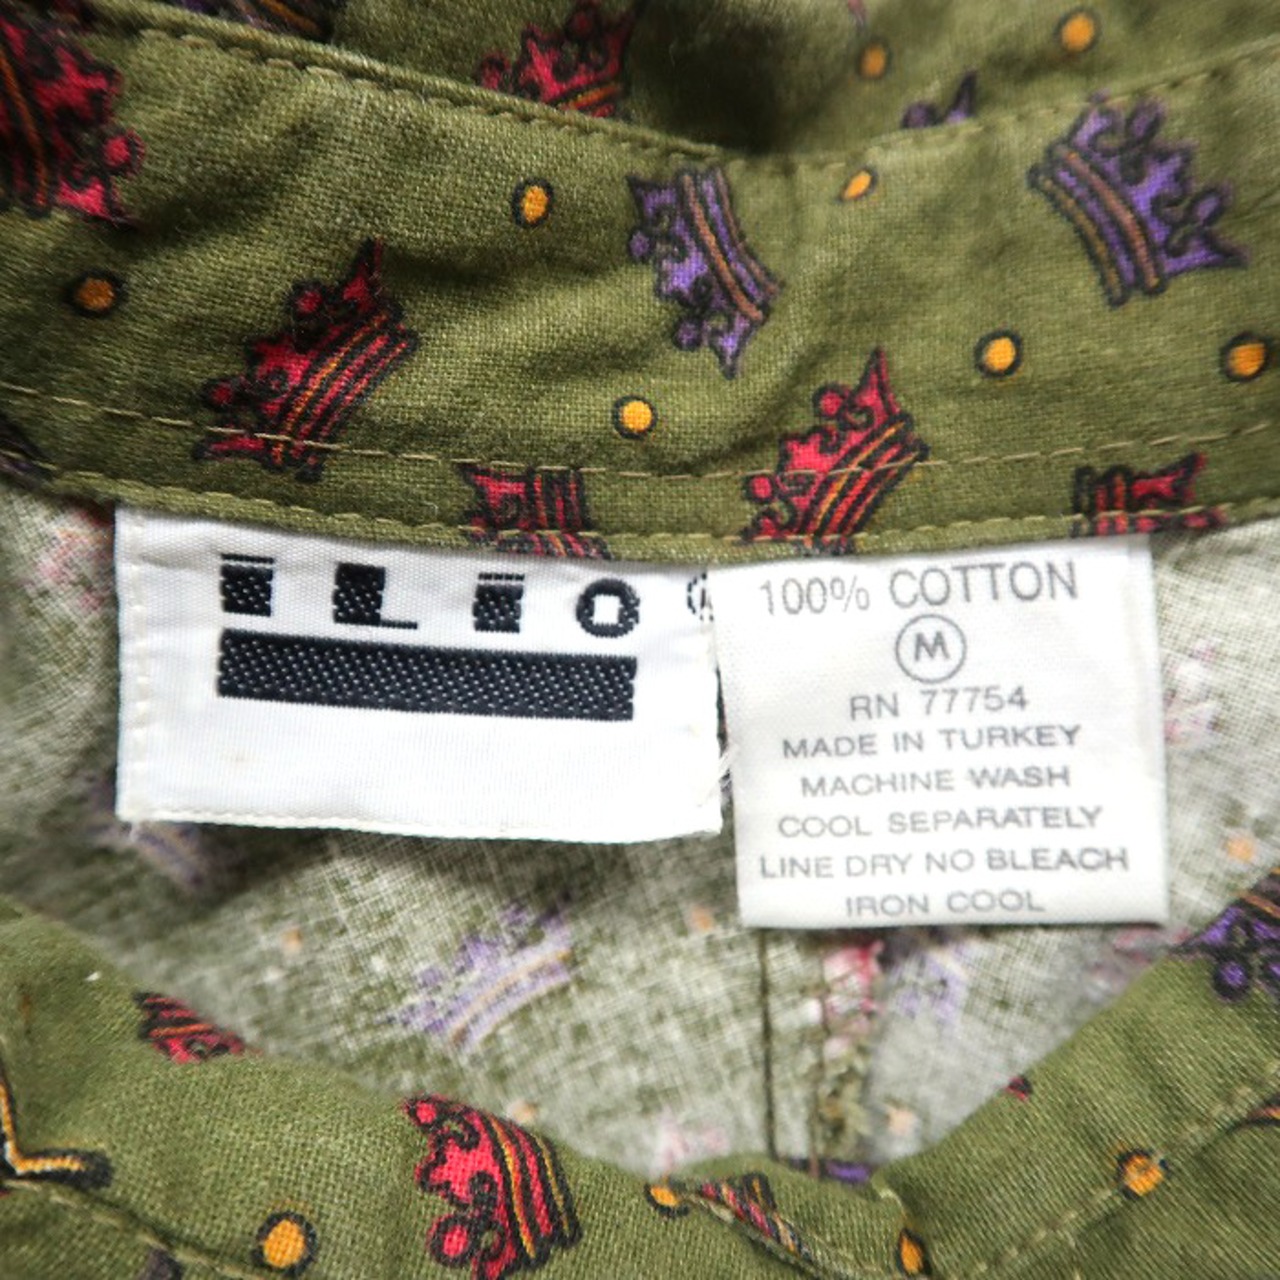 iLiO
100% COTTON
M
RN 77754
MADE IN TURKEY
MACHINE WASH
COOL SEPARATELY
LINE DRY NO BLEACH
IRON COOL